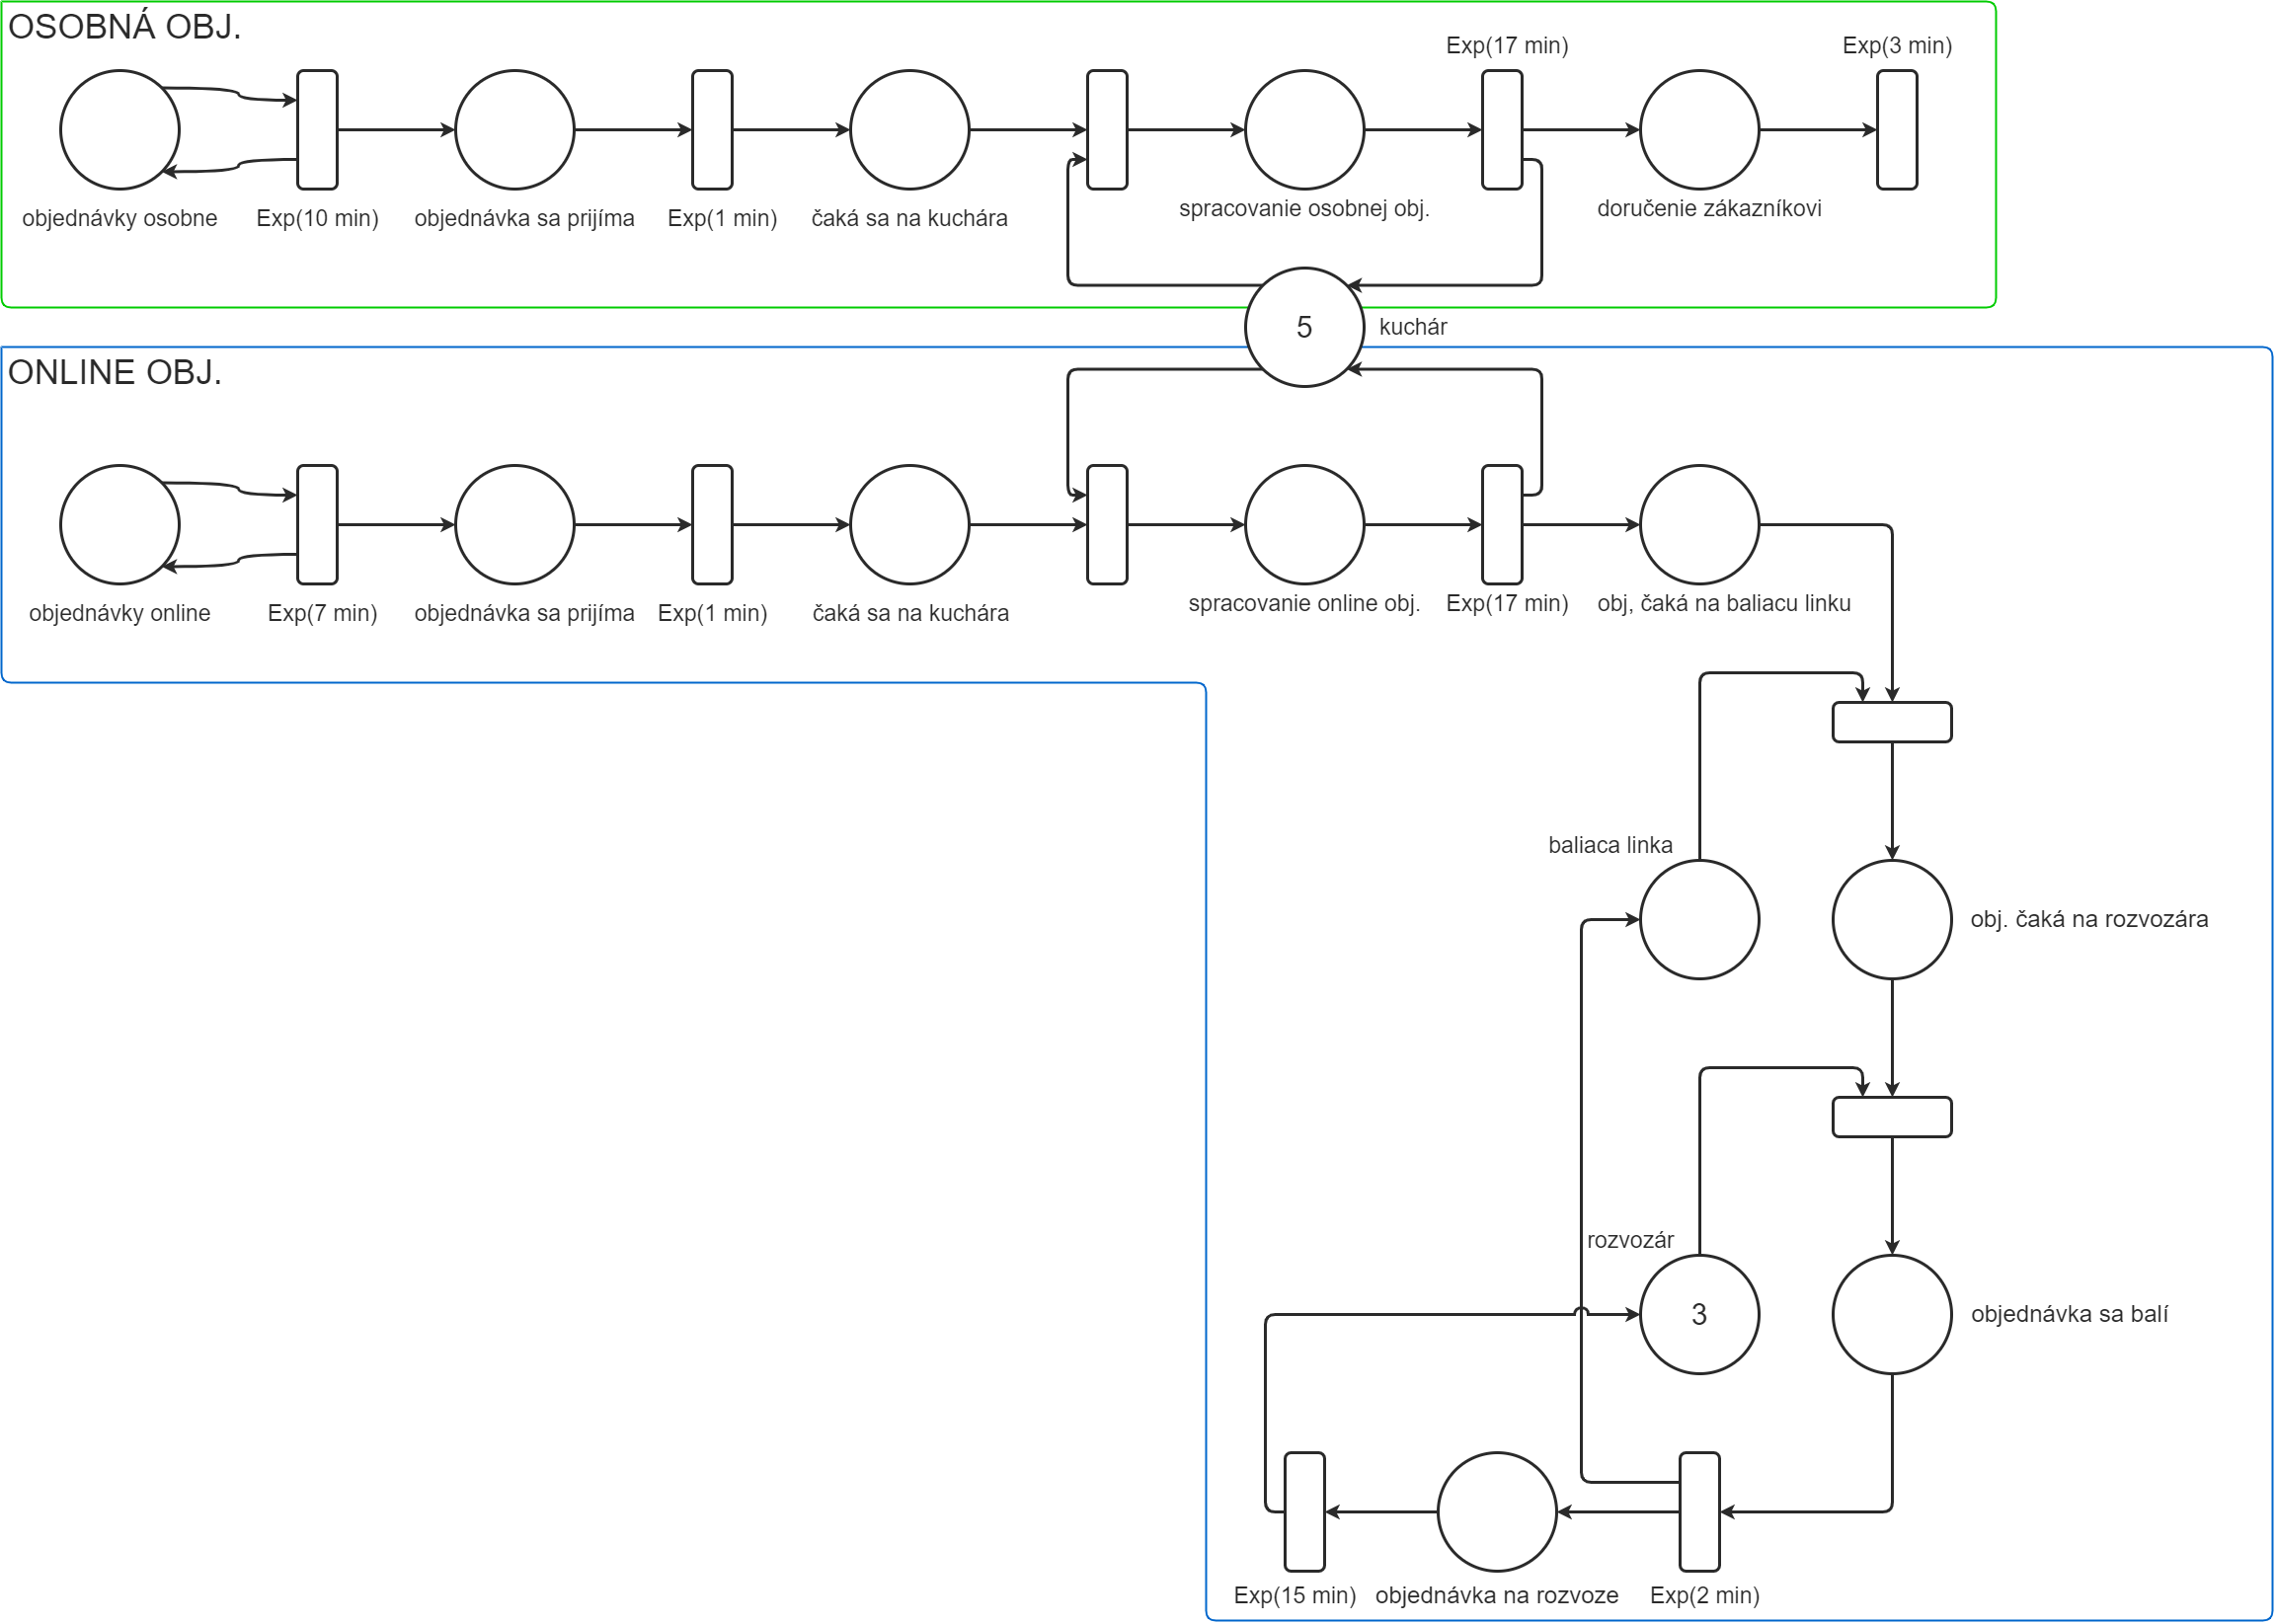 OSOBNÁ OBJ.
Exp(17 min)
Exp(3 min)
objednávky osobne
Exp(10 min)
objednávka sa prijíma
Exp(1 min)
čaká sa na kuchára
spracovanie osobnej obj.
doručenie zákazníkovi
5
kuchár
ONLINE OBJ.
objednávky online
Exp(7 min)
objednávka sa prijíma
Exp(1 min)
čaká sa na kuchára
spracovanie online obj.
Exp(17 min)
obj, čaká na baliacu linku
baliaca linka
obj. čaká na rozvozára
rozvozár
3
objednávka sa balí
Exp(15 min)
objednávka na rozvoze
Exp(2 min)